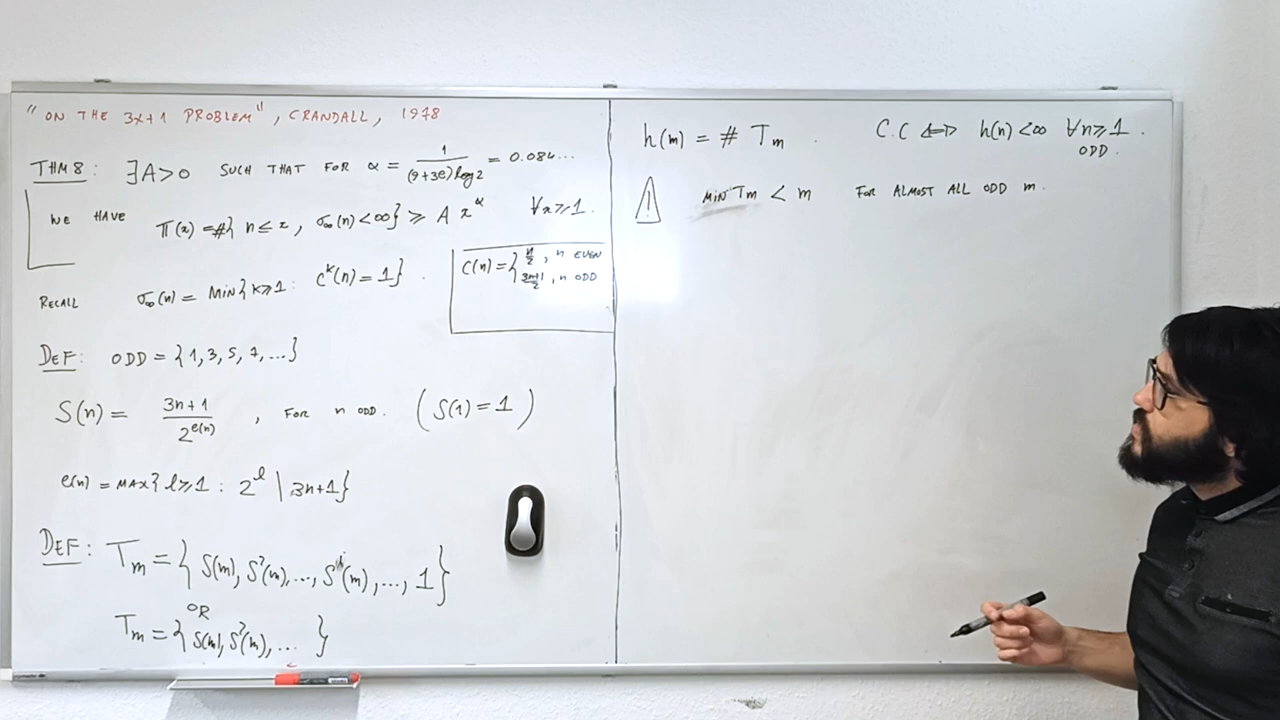 "ON THE 3x+1 PROBLEM", CRANDALL, 1978
THM 8: ∃A>0 SUCH THAT FOR α = 1/((9+3e)log2) = 0.084...
WE HAVE π(x) = #{n ≤ x, σ∞(n) < ∞} ≥ A x^α ∀x≥1.
RECALL σ∞(n) = MIN{k≥1: C^k(n) = 1}.
C(n) = { n/2, n EVEN
(3n+1)/2, n ODD
DEF: ODD = {1, 3, 5, 7, ...}
S(n) = (3n+1)/2^e(n), FOR n ODD. (S(1) = 1)
e(n) = MAX{l≥1 : 2^l | 3n+1}
DEF: Tm = {S(m), S²(m), ..., S^k(m), ..., 1}
OR
Tm = {S(m), S²(m), ... }
h(m) = # Tm. C.C ⟺ h(n)<∞ ∀n≥1.
ODD.
⚠ MIN Tm < m FOR ALMOST ALL ODD m.